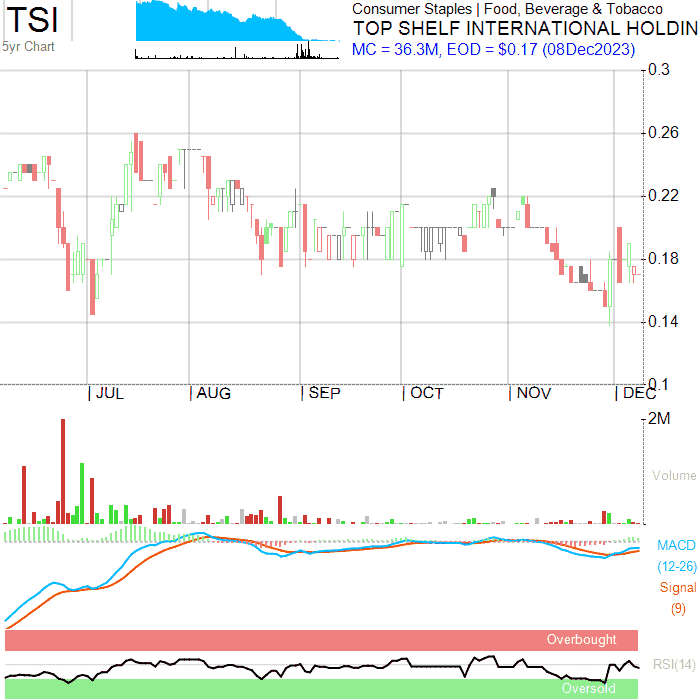 TSI
5yr Chart
Consumer Staples | Food, Beverage & Tobacco
TOP SHELF INTERNATIONAL HOLDIN
MC = 36.3M, EOD = $0.17 (08Dec2023)
0.3
0.26
0.22
0.18
0.14
0.1
JUL AUG SEP OCT NOV DEC
2M
Volume
MACD
(12-26)
Signal
(9)
Overbought
RSI(14)
Oversold